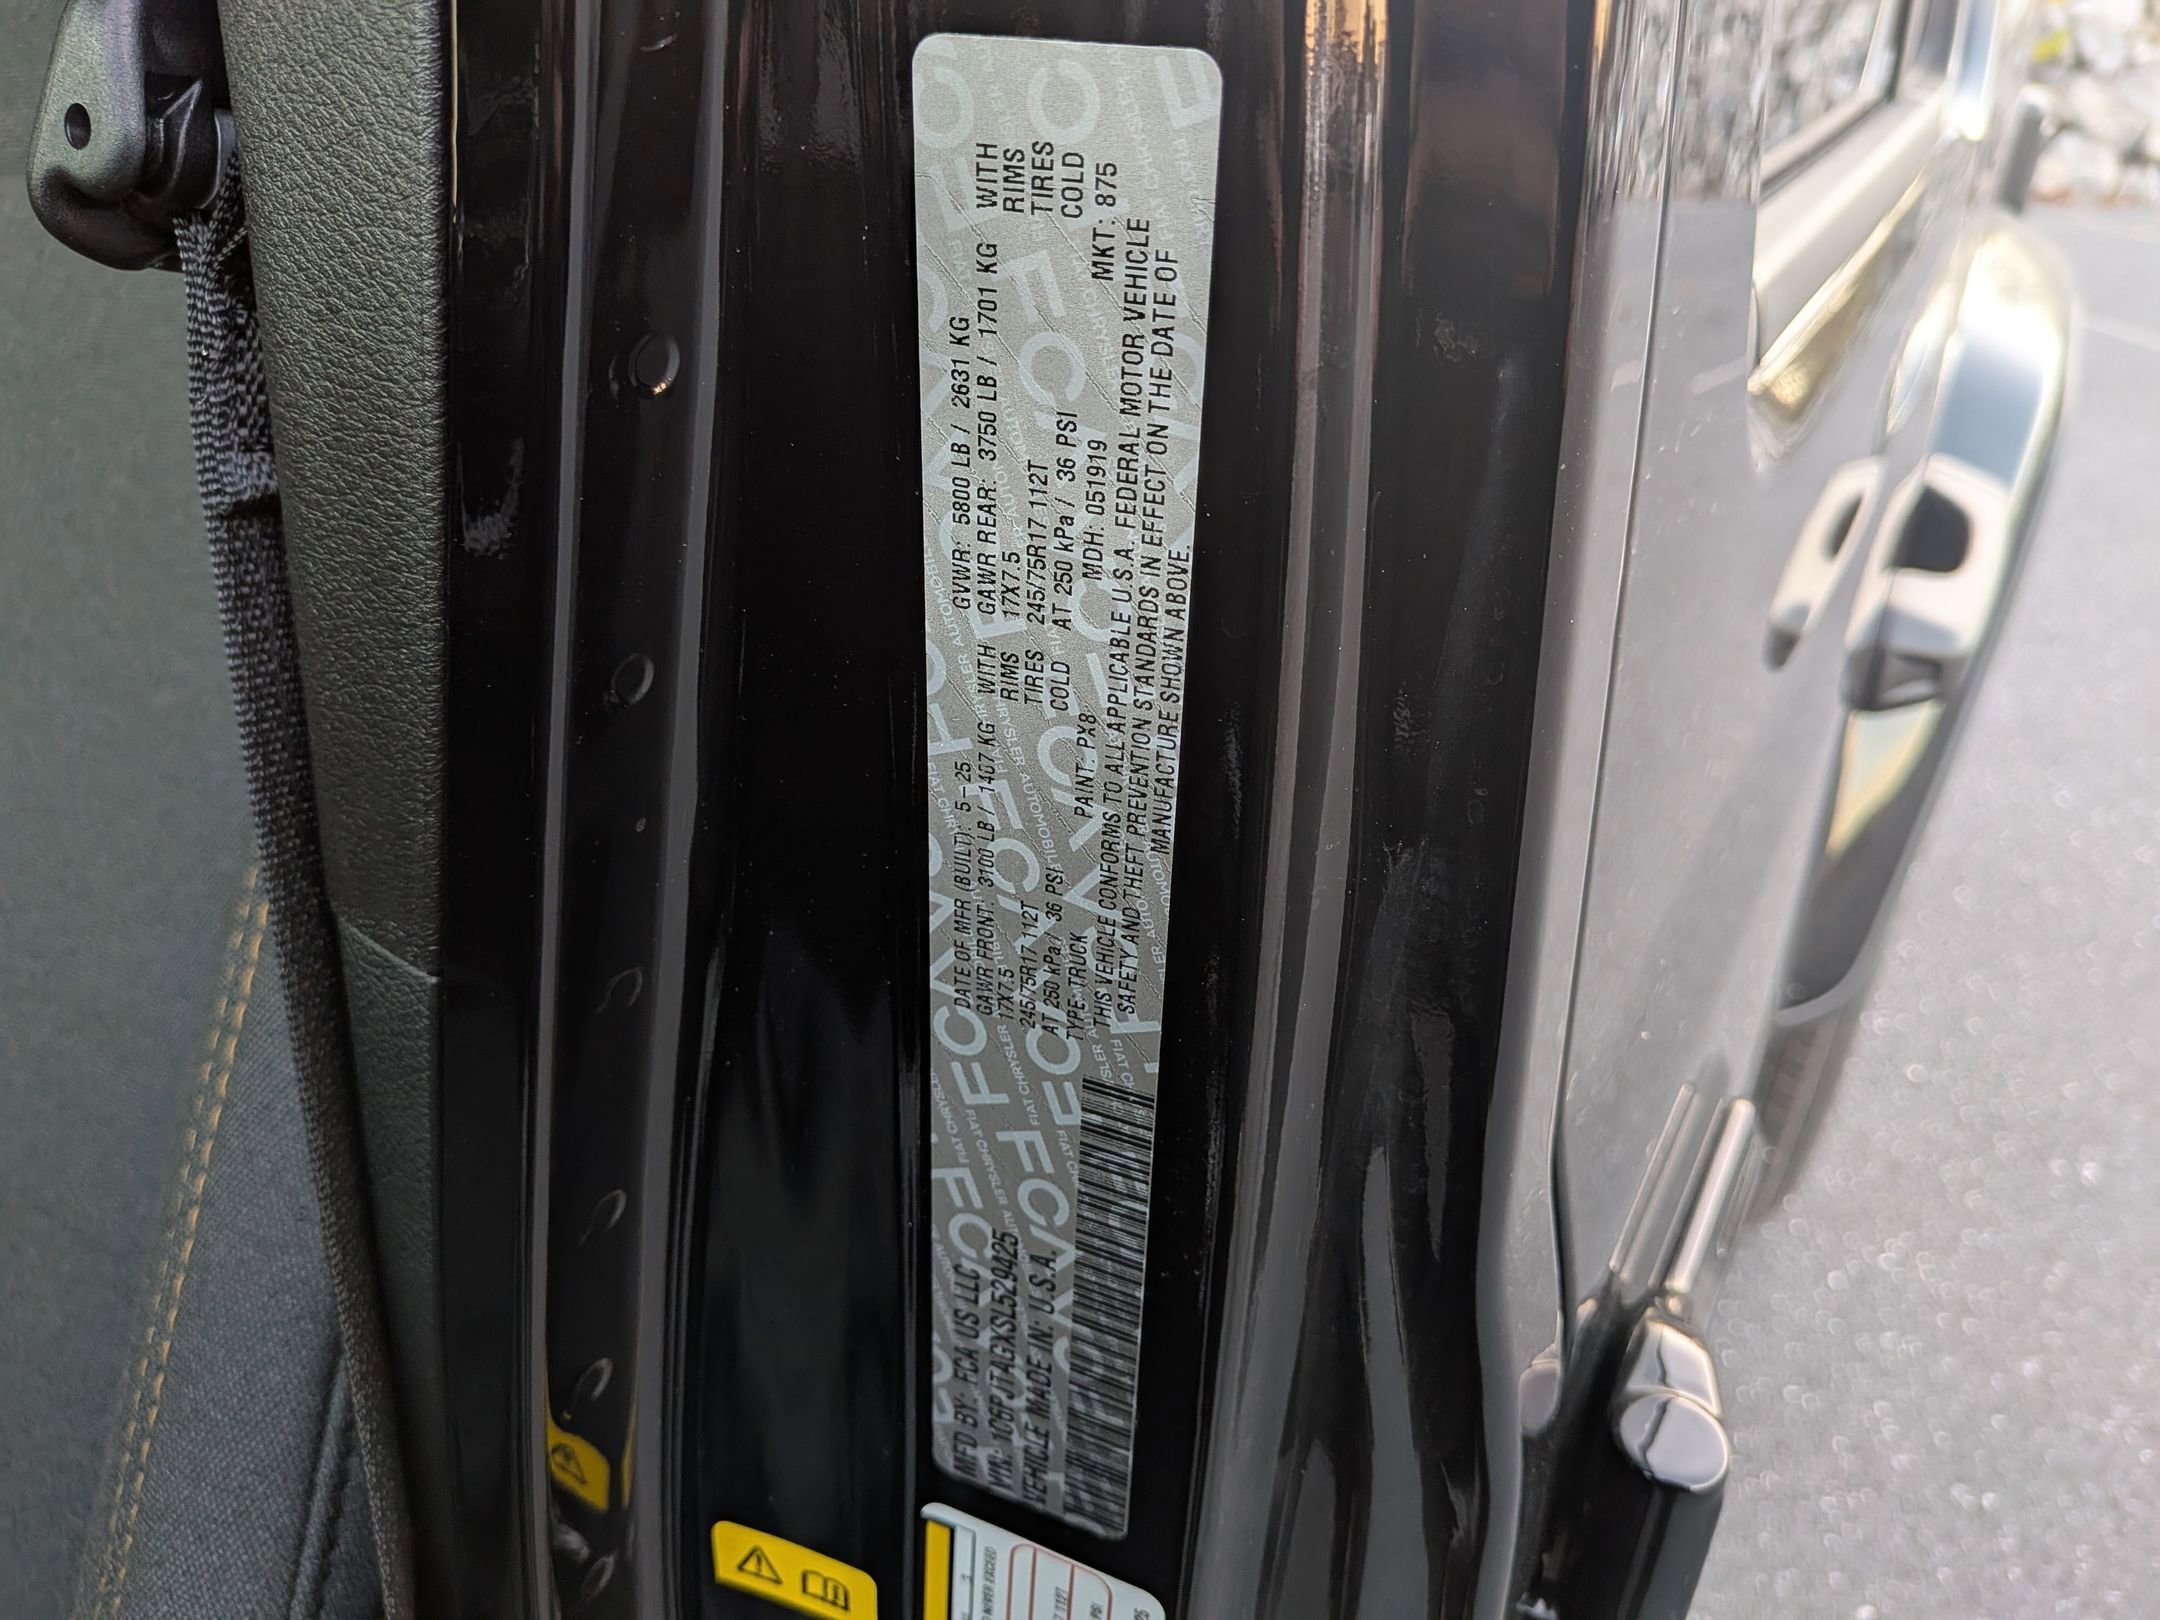 MFD BY: FCA US LLC DATE OF MFR (BUILT): 5-25 GVWR: 5800 LB / 2631 KG
VIN: 1C6PJTAGXSL529425 GAWR FRONT: 3100 LB / 1407 KG WITH GAWR REAR: 3750 LB / 1701 KG WITH
17X7.5 RIMS 17X7.5 RIMS
VEHICLE MADE IN: U.S.A. 245/75R17 112T TIRES 245/75R17 112T TIRES
AT 250 kPa / 36 PSI COLD AT 250 kPa / 36 PSI COLD
TYPE: TRUCK PAINT: PX8 MDH: 051919 MKT: 875
THIS VEHICLE CONFORMS TO ALL APPLICABLE U.S.A. FEDERAL MOTOR VEHICLE
SAFETY AND THEFT PREVENTION STANDARDS IN EFFECT ON THE DATE OF
MANUFACTURE SHOWN ABOVE.
NEVER EXCEED